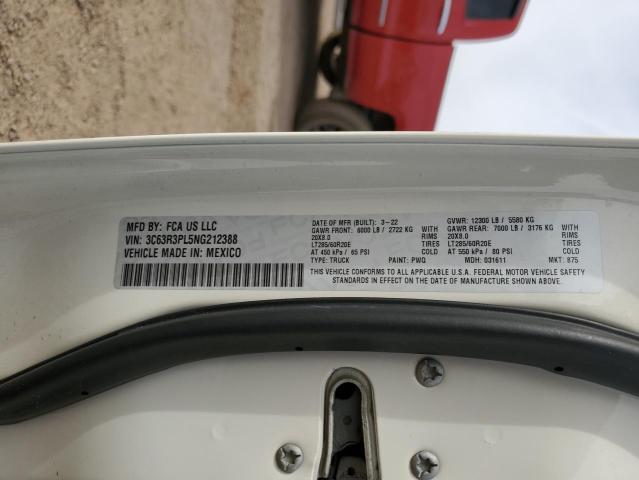 MFD BY: FCA US LLC
VIN: 3C63R3PL5NG212388
VEHICLE MADE IN: MEXICO
DATE OF MFR (BUILT): 3-22 GVWR: 12300 LB / 5580 KG
GAWR FRONT: 6000 LB / 2722 KG WITH GAWR REAR: 7000 LB / 3176 KG WITH
20X8.0 RIMS 20X8.0 RIMS
LT285/60R20E TIRES LT285/60R20E TIRES
AT 450 kPa / 65 PSI COLD AT 550 kPa / 80 PSI COLD
TYPE: TRUCK PAINT: PWQ MDH: 031611 MKT: 875
THIS VEHICLE CONFORMS TO ALL APPLICABLE U.S.A. FEDERAL MOTOR VEHICLE SAFETY
STANDARDS IN EFFECT ON THE DATE OF MANUFACTURE SHOWN ABOVE.